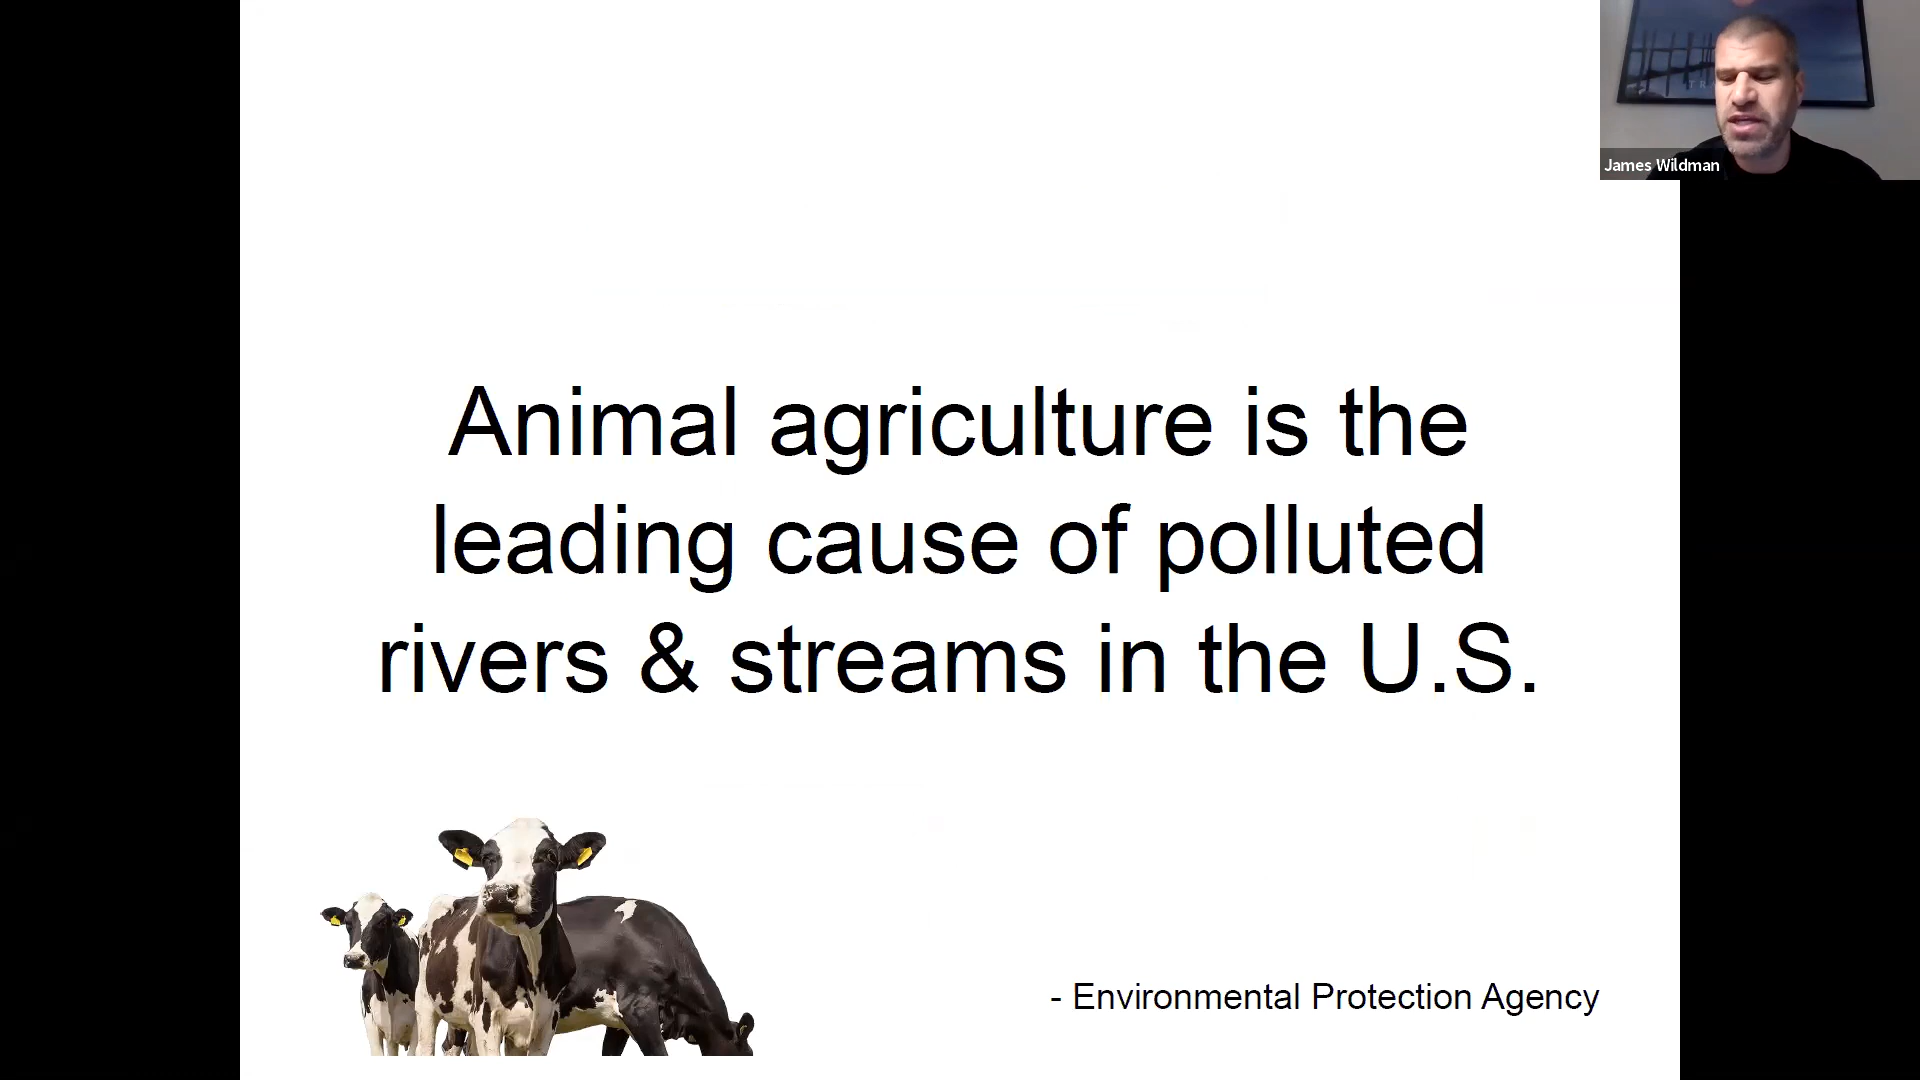 James Wildman
Animal agriculture is the
leading cause of polluted
rivers & streams in the U.S.
- Environmental Protection Agency